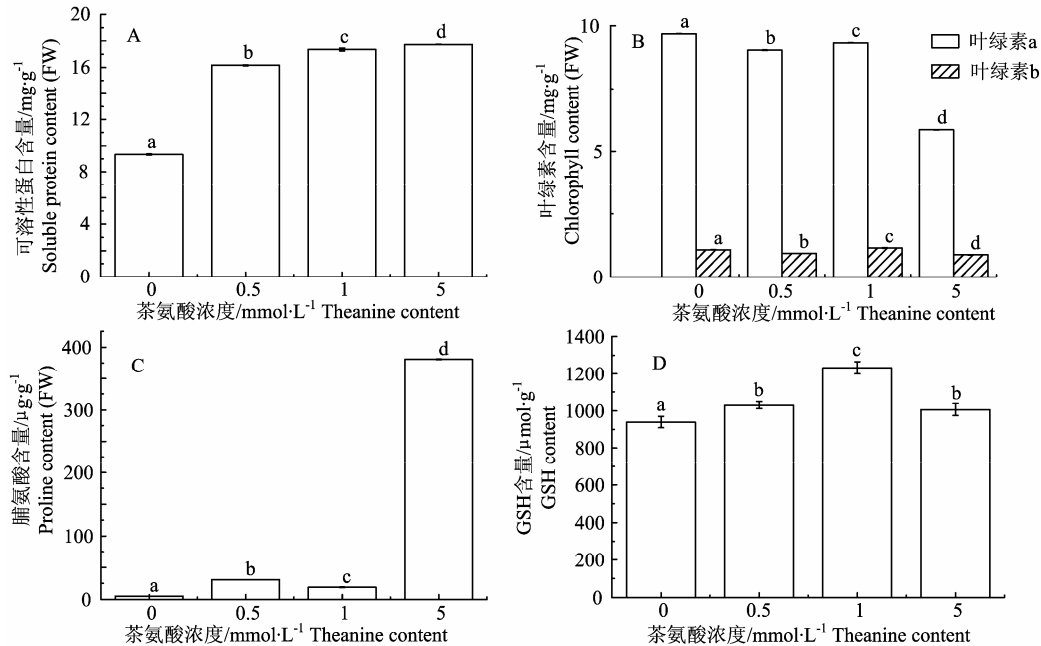 A
可溶性蛋白含量/mg·g-1
Soluble protein content (FW)
20
16
12
8
4
0
a
b
c
d
0
0.5
1
5
茶氨酸浓度/mmol·L-1 Theanine content
B
叶绿素a
叶绿素b
叶绿素含量/mg·g-1
Chlorophyll content (FW)
10
5
0
a
b
c
d
a
b
c
d
0
0.5
1
5
茶氨酸浓度/mmol·L-1 Theanine content
C
脯氨酸含量/μg·g-1
Proline content (FW)
400
300
200
100
0
a
b
c
d
0
0.5
1
5
茶氨酸浓度/mmol·L-1 Theanine content
D
GSH含量/μmol·g-1
GSH content
1400
1200
1000
800
600
400
200
0
a
b
c
b
0
0.5
1
5
茶氨酸浓度/mmol·L-1 Theanine content